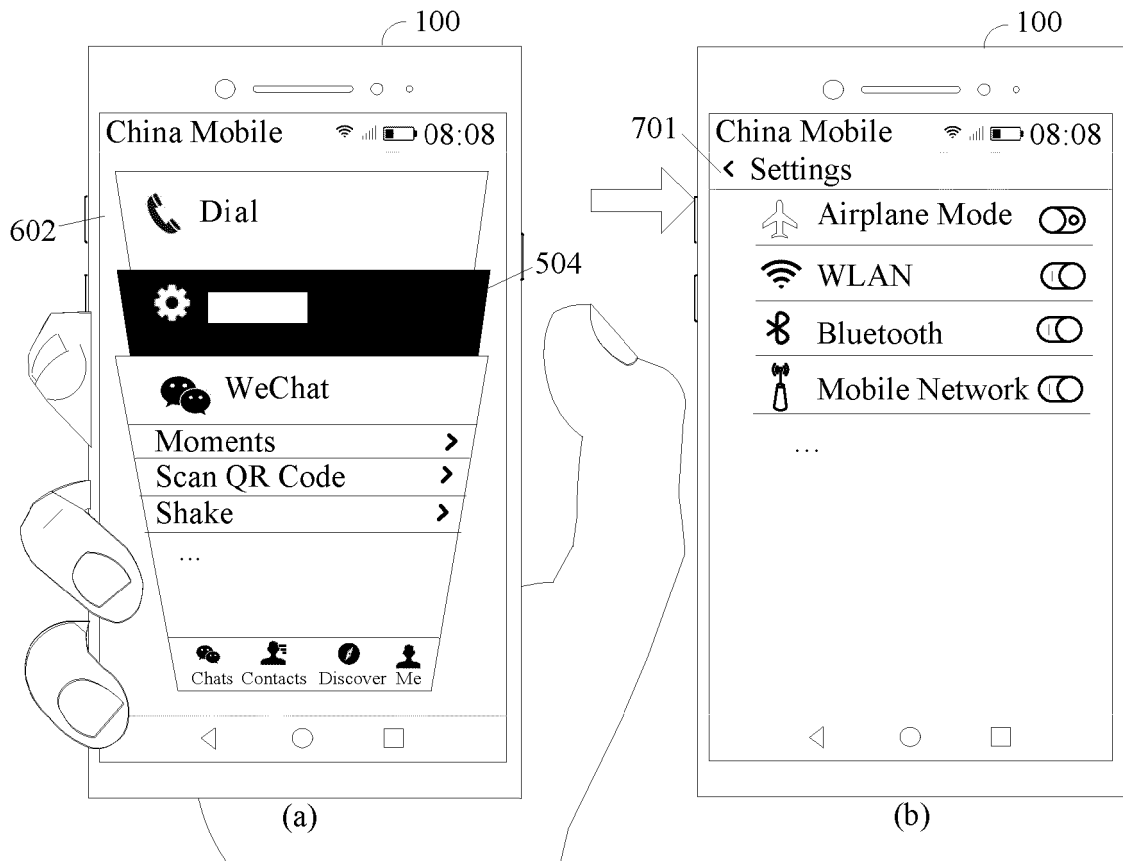 100
China Mobile 08:08
602
Dial
504
WeChat
Moments
Scan QR Code
Shake
...
Chats Contacts Discover Me
(a)
100
701
China Mobile 08:08
Settings
Airplane Mode
WLAN
Bluetooth
Mobile Network
...
(b)